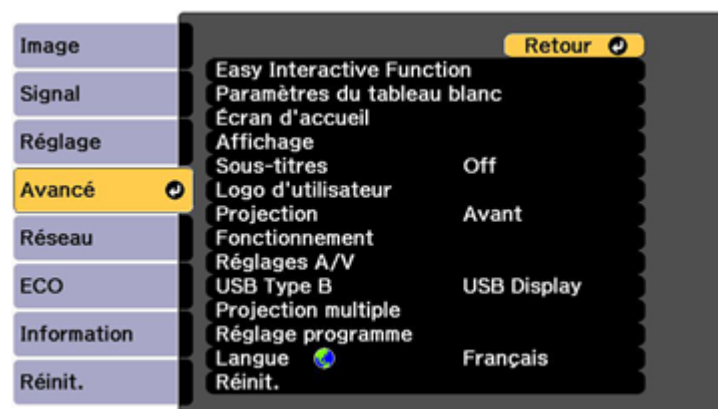 Image
Signal
Réglage
Avancé
Réseau
ECO
Information
Réinit.
Retour
Easy Interactive Function
Paramètres du tableau blanc
Écran d'accueil
Affichage
Sous-titres Off
Logo d'utilisateur
Projection Avant
Fonctionnement
Réglages A/V
USB Type B USB Display
Projection multiple
Réglage programme
Langue Français
Réinit.